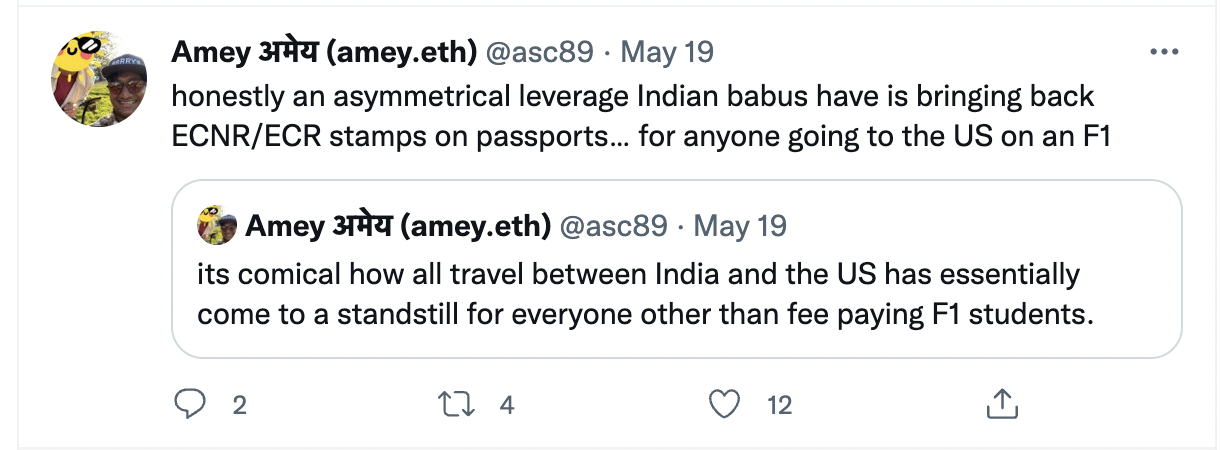 Amey अमेय (amey.eth) @asc89 · May 19
honestly an asymmetrical leverage Indian babus have is bringing back
ECNR/ECR stamps on passports... for anyone going to the US on an F1
Amey अमेय (amey.eth) @asc89 · May 19
its comical how all travel between India and the US has essentially
come to a standstill for everyone other than fee paying F1 students.
2 4 12